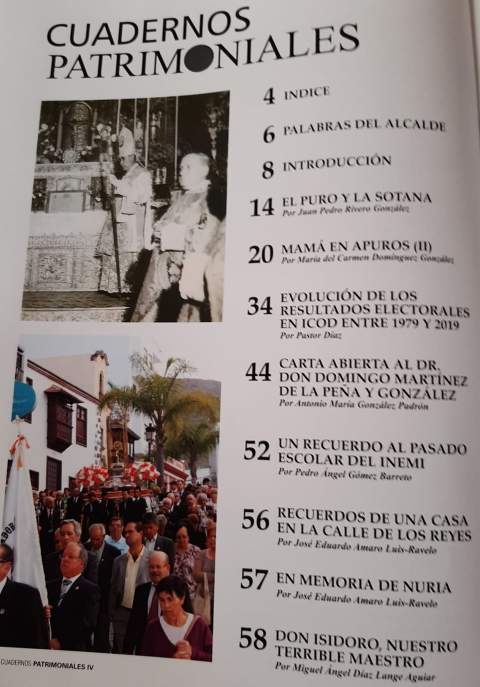 CUADERNOS
PATRIMONIALES
4 INDICE
6 PALABRAS DEL ALCALDE
8 INTRODUCCIÓN
14 EL PURO Y LA SOTANA
Por Juan Pedro Rivero González
20 MAMÁ EN APUROS (II)
Por María del Carmen Domínguez González
34 EVOLUCIÓN DE LOS
RESULTADOS ELECTORALES
EN ICOD ENTRE 1979 Y 2019
Por Pastor Díaz
44 CARTA ABIERTA AL DR.
DON DOMINGO MARTÍNEZ
DE LA PEÑA Y GONZÁLEZ
Por Antonio María González Padrón
52 UN RECUERDO AL PASADO
ESCOLAR DEL INEMI
Por Pedro Ángel Gómez Barreto
56 RECUERDOS DE UNA CASA
EN LA CALLE DE LOS REYES
Por José Eduardo Amaro Luis-Ravelo
57 EN MEMORIA DE NURIA
Por José Eduardo Amaro Luis-Ravelo
58 DON ISIDORO, NUESTRO
TERRIBLE MAESTRO
Por Miguel Ángel Díaz Lange Aguiar
CUADERNOS PATRIMONIALES IV